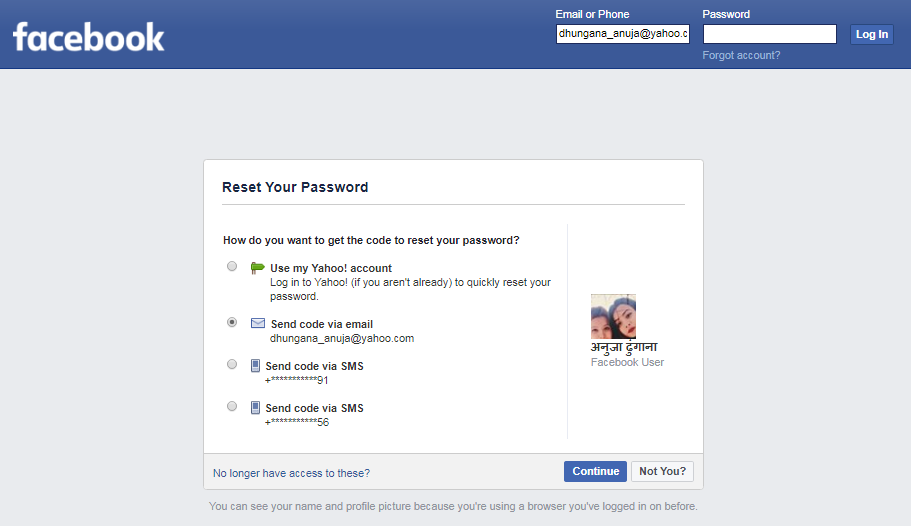 facebook
Email or Phone
Password
dhungana_anuja@yahoo.c
Log In
Forgot account?
Reset Your Password
How do you want to get the code to reset your password?
Use my Yahoo! account
Log in to Yahoo! (if you aren't already) to quickly reset your
password.
Send code via email
dhungana_anuja@yahoo.com
Send code via SMS
+***********91
Send code via SMS
+***********56
अनुजा ढुंगाना
Facebook User
No longer have access to these?
Continue
Not You?
You can see your name and profile picture because you're using a browser you've logged in on before.